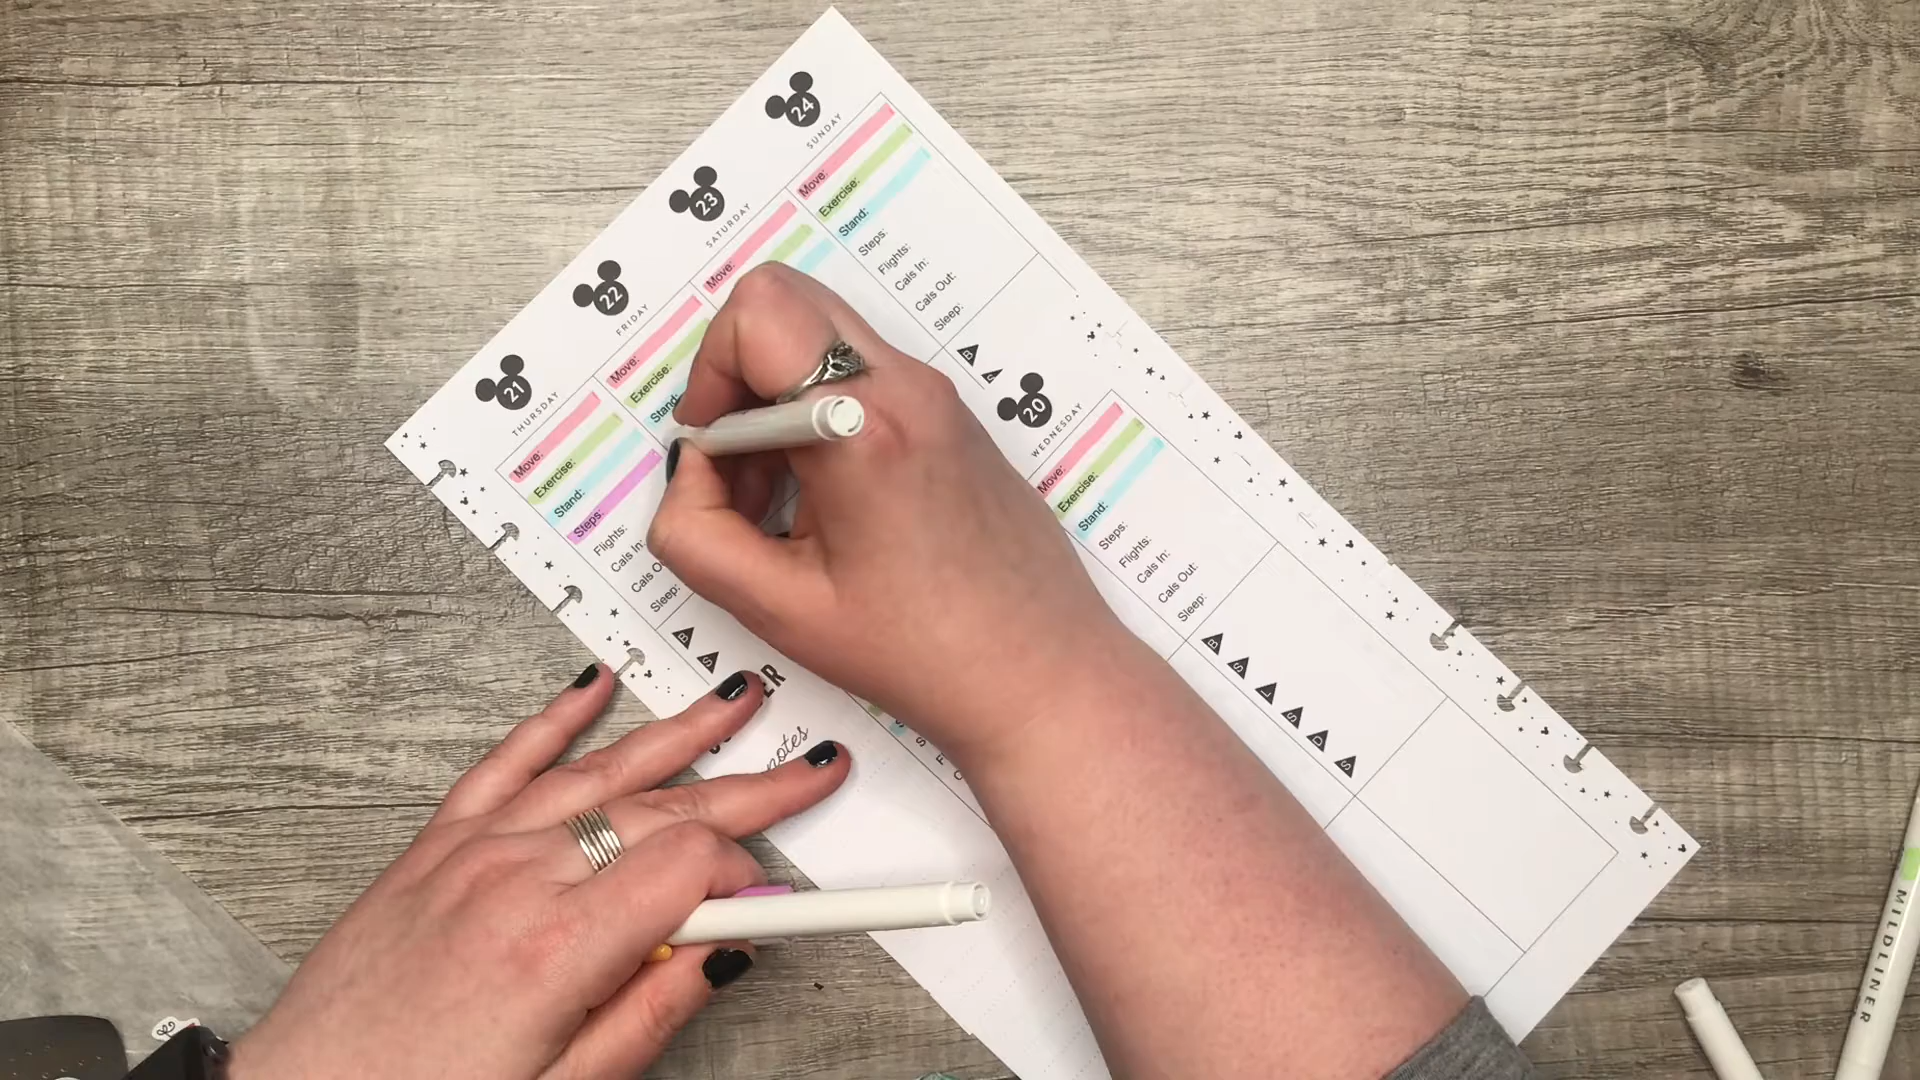 24
SUNDAY
Move:
Exercise:
Stand:
Steps:
Flights:
Cals In:
Cals Out:
Sleep:
B
23
SATURDAY
Move:
22
FRIDAY
Move:
Exercise:
Stand:
21
THURSDAY
Move:
Exercise:
Stand:
Steps:
Flights:
Cals In:
Cals O
Sleep:
B
S
ER
notes
20
WEDNESDAY
Move:
Exercise:
Stand:
Steps:
Flights:
Cals In:
Cals Out:
Sleep:
B
S
L
S
D
S
MILDLINER